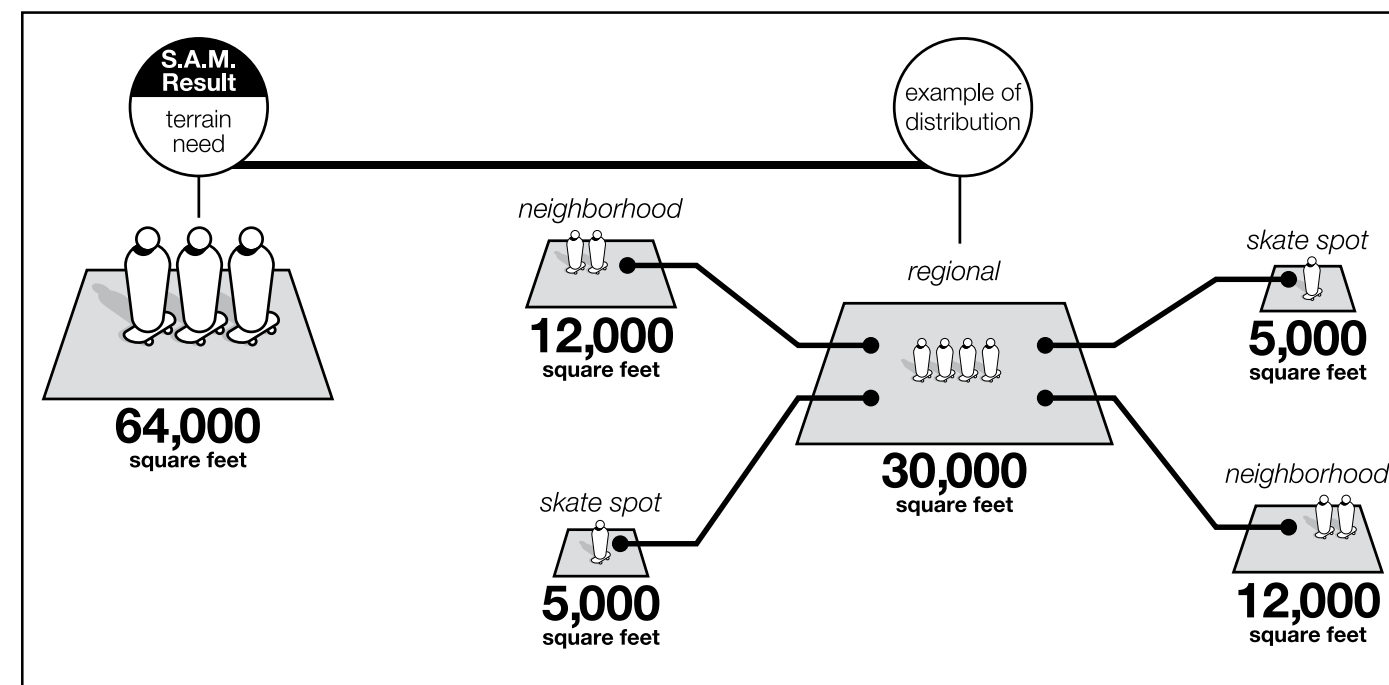 S.A.M.
Result
terrain
need
64,000
square feet
example of
distribution
neighborhood
12,000
square feet
regional
30,000
square feet
skate spot
5,000
square feet
skate spot
5,000
square feet
neighborhood
12,000
square feet